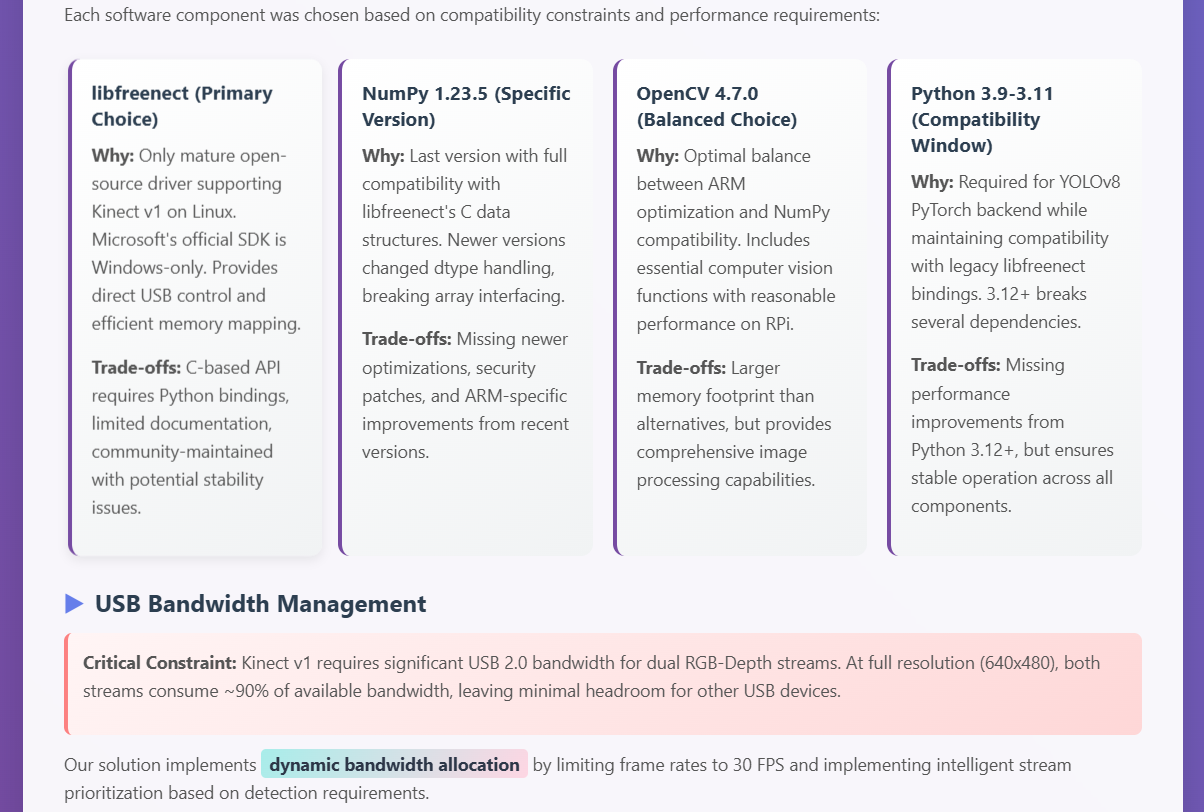 Each software component was chosen based on compatibility constraints and performance requirements:
libfreenect (Primary
Choice)
Why: Only mature open-
source driver supporting
Kinect v1 on Linux.
Microsoft's official SDK is
Windows-only. Provides
direct USB control and
efficient memory mapping.
Trade-offs: C-based API
requires Python bindings,
limited documentation,
community-maintained
with potential stability
issues.
NumPy 1.23.5 (Specific
Version)
Why: Last version with full
compatibility with
libfreenect's C data
structures. Newer versions
changed dtype handling,
breaking array interfacing.
Trade-offs: Missing newer
optimizations, security
patches, and ARM-specific
improvements from recent
versions.
OpenCV 4.7.0
(Balanced Choice)
Why: Optimal balance
between ARM
optimization and NumPy
compatibility. Includes
essential computer vision
functions with reasonable
performance on RPi.
Trade-offs: Larger
memory footprint than
alternatives, but provides
comprehensive image
processing capabilities.
Python 3.9-3.11
(Compatibility
Window)
Why: Required for YOLOv8
PyTorch backend while
maintaining compatibility
with legacy libfreenect
bindings. 3.12+ breaks
several dependencies.
Trade-offs: Missing
performance
improvements from
Python 3.12+, but ensures
stable operation across all
components.
USB Bandwidth Management
Critical Constraint: Kinect v1 requires significant USB 2.0 bandwidth for dual RGB-Depth streams. At full resolution (640x480), both
streams consume ~90% of available bandwidth, leaving minimal headroom for other USB devices.
Our solution implements dynamic bandwidth allocation by limiting frame rates to 30 FPS and implementing intelligent stream
prioritization based on detection requirements.